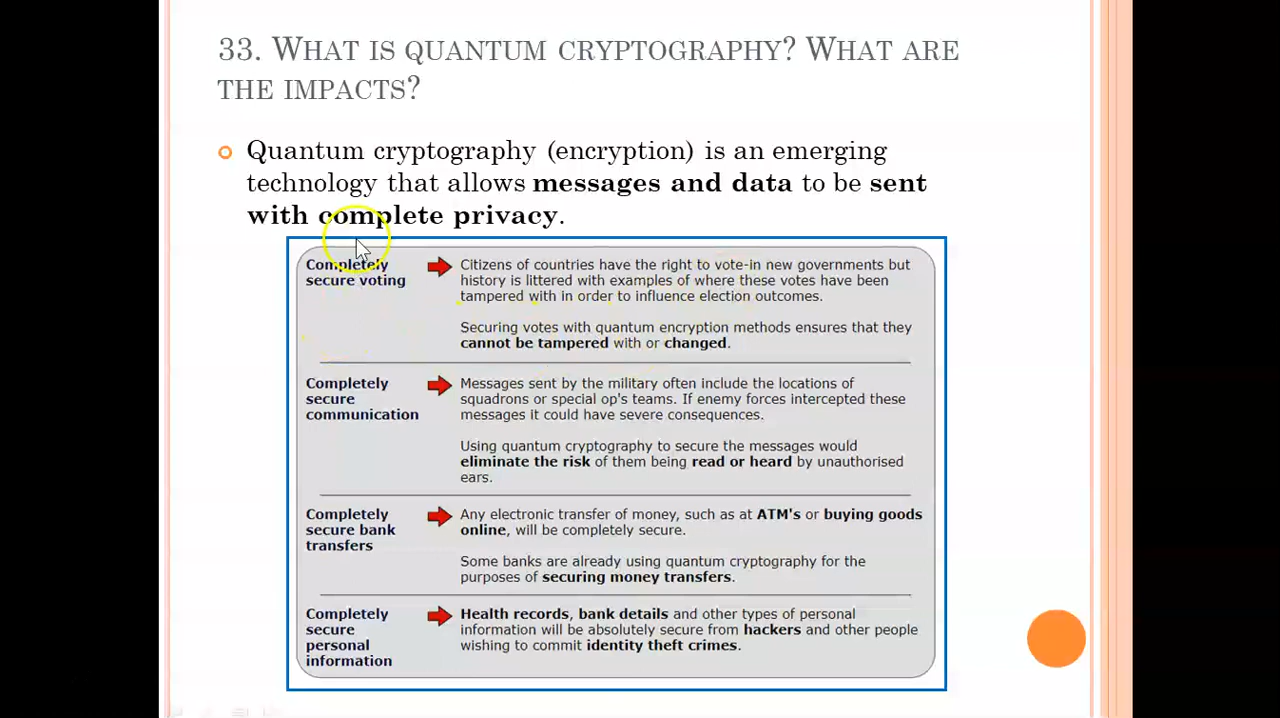 33. WHAT IS QUANTUM CRYPTOGRAPHY? WHAT ARE
THE IMPACTS?
Quantum cryptography (encryption) is an emerging
technology that allows messages and data to be sent
with complete privacy.
Completely
secure voting
Citizens of countries have the right to vote-in new governments but
history is littered with examples of where these votes have been
tampered with in order to influence election outcomes.
Securing votes with quantum encryption methods ensures that they
cannot be tampered with or changed.
Completely
secure
communication
Messages sent by the military often include the locations of
squadrons or special op's teams. If enemy forces intercepted these
messages it could have severe consequences.
Using quantum cryptography to secure the messages would
eliminate the risk of them being read or heard by unauthorised
ears.
Completely
secure bank
transfers
Any electronic transfer of money, such as at ATM's or buying goods
online, will be completely secure.
Some banks are already using quantum cryptography for the
purposes of securing money transfers.
Completely
secure
personal
information
Health records, bank details and other types of personal
information will be absolutely secure from hackers and other people
wishing to commit identity theft crimes.